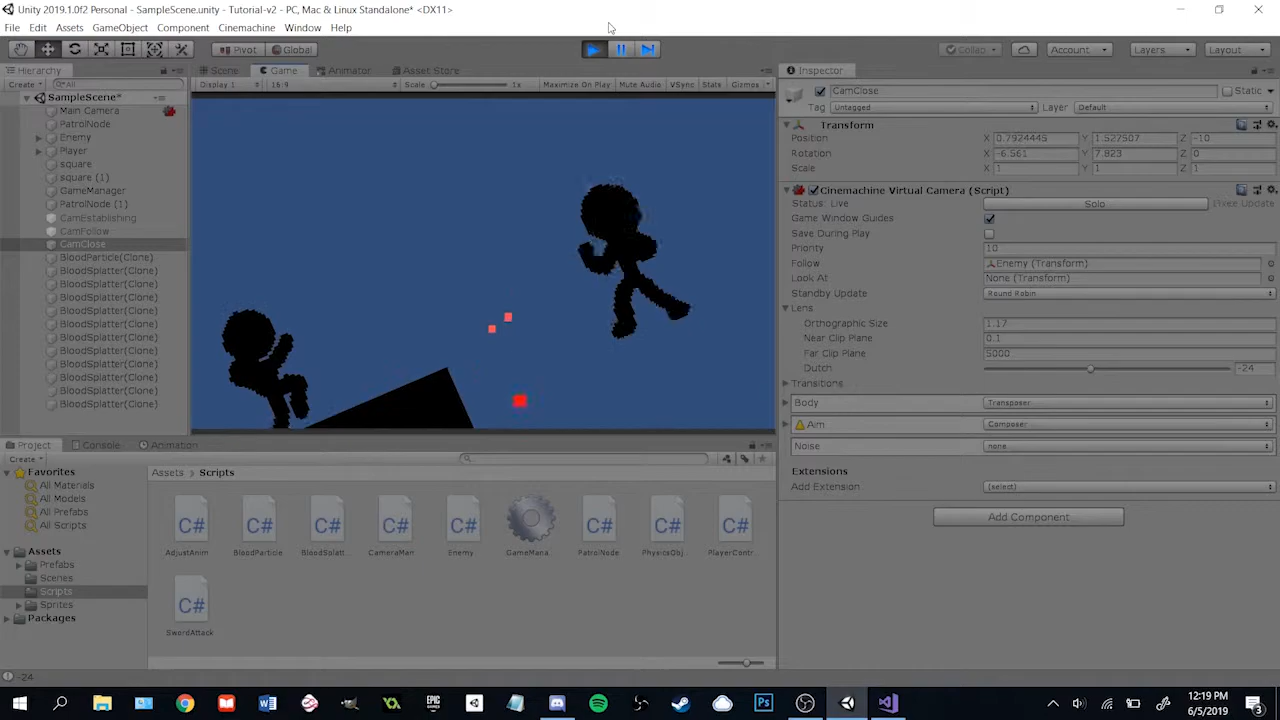 Unity 2019.1.0f2 Personal - SampleScene.unity - Tutorial-v2 - PC, Mac & Linux Standalone* <DX11>
File Edit Assets GameObject Component Cinemachine Window Help
Pivot Global Collab Account Layers Layout
Hierarchy Scene Game Animator Asset Store Inspector
Create All Display 1 16:9 Scale 1x Maximize On Play Mute Audio VSync Stats Gizmos CamClose Static
SampleScene* Tag Untagged Layer Default
Main Camera
PatrolNode Transform
Enemy Position X 0.7924445 Y 1.527507 Z -10
Player Rotation X -6.561 Y 7.823 Z 0
square Scale X 1 Y 1 Z 1
square (1)
GameManager Cinemachine Virtual Camera (Script)
PatrolNode (1) Status: Live Solo
CamEstablishing Game Window Guides
CamFollow Save During Play
CamClose Priority 10
BloodParticle(Clone) Follow Enemy (Transform)
BloodSplatter(Clone) Look At None (Transform)
BloodSplatter(Clone) Standby Update Round Robin
BloodSplatter(Clone) Lens
BloodSplatter(Clone) Orthographic Size 1.17
BloodSplatter(Clone) Near Clip Plane 0.1
BloodSplatter(Clone) Far Clip Plane 5000
BloodSplatter(Clone) Dutch -24
BloodSplatter(Clone) Transitions
BloodSplatter(Clone) Body Transposer
BloodSplatter(Clone)
BloodSplatter(Clone)
Aim Composer
Project Console Animation Noise none
Create
Favorites Assets Scripts Extensions
All Materials Add Extension (select)
All Models
All Prefabs Add Component
All Scripts
Assets AdjustAnim BloodParticle BloodSplatt... CameraMan Enemy GameMana... PatrolNode PhysicsObj... PlayerContr...
Prefabs
Scenes
Scripts
Sprites
Packages
SwordAttack
-24
12:19 PM
6/5/2019